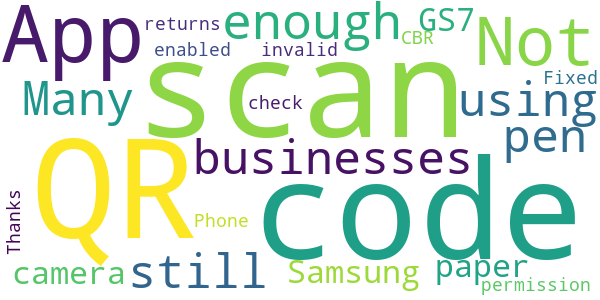 App
returns
enough
GS7
Not
enabled
invalid
CBR
Many
scan
check
using
Fixed
pen
QR
businesses
code
Thanks
Phone
camera
still
Samsung
paper
permission